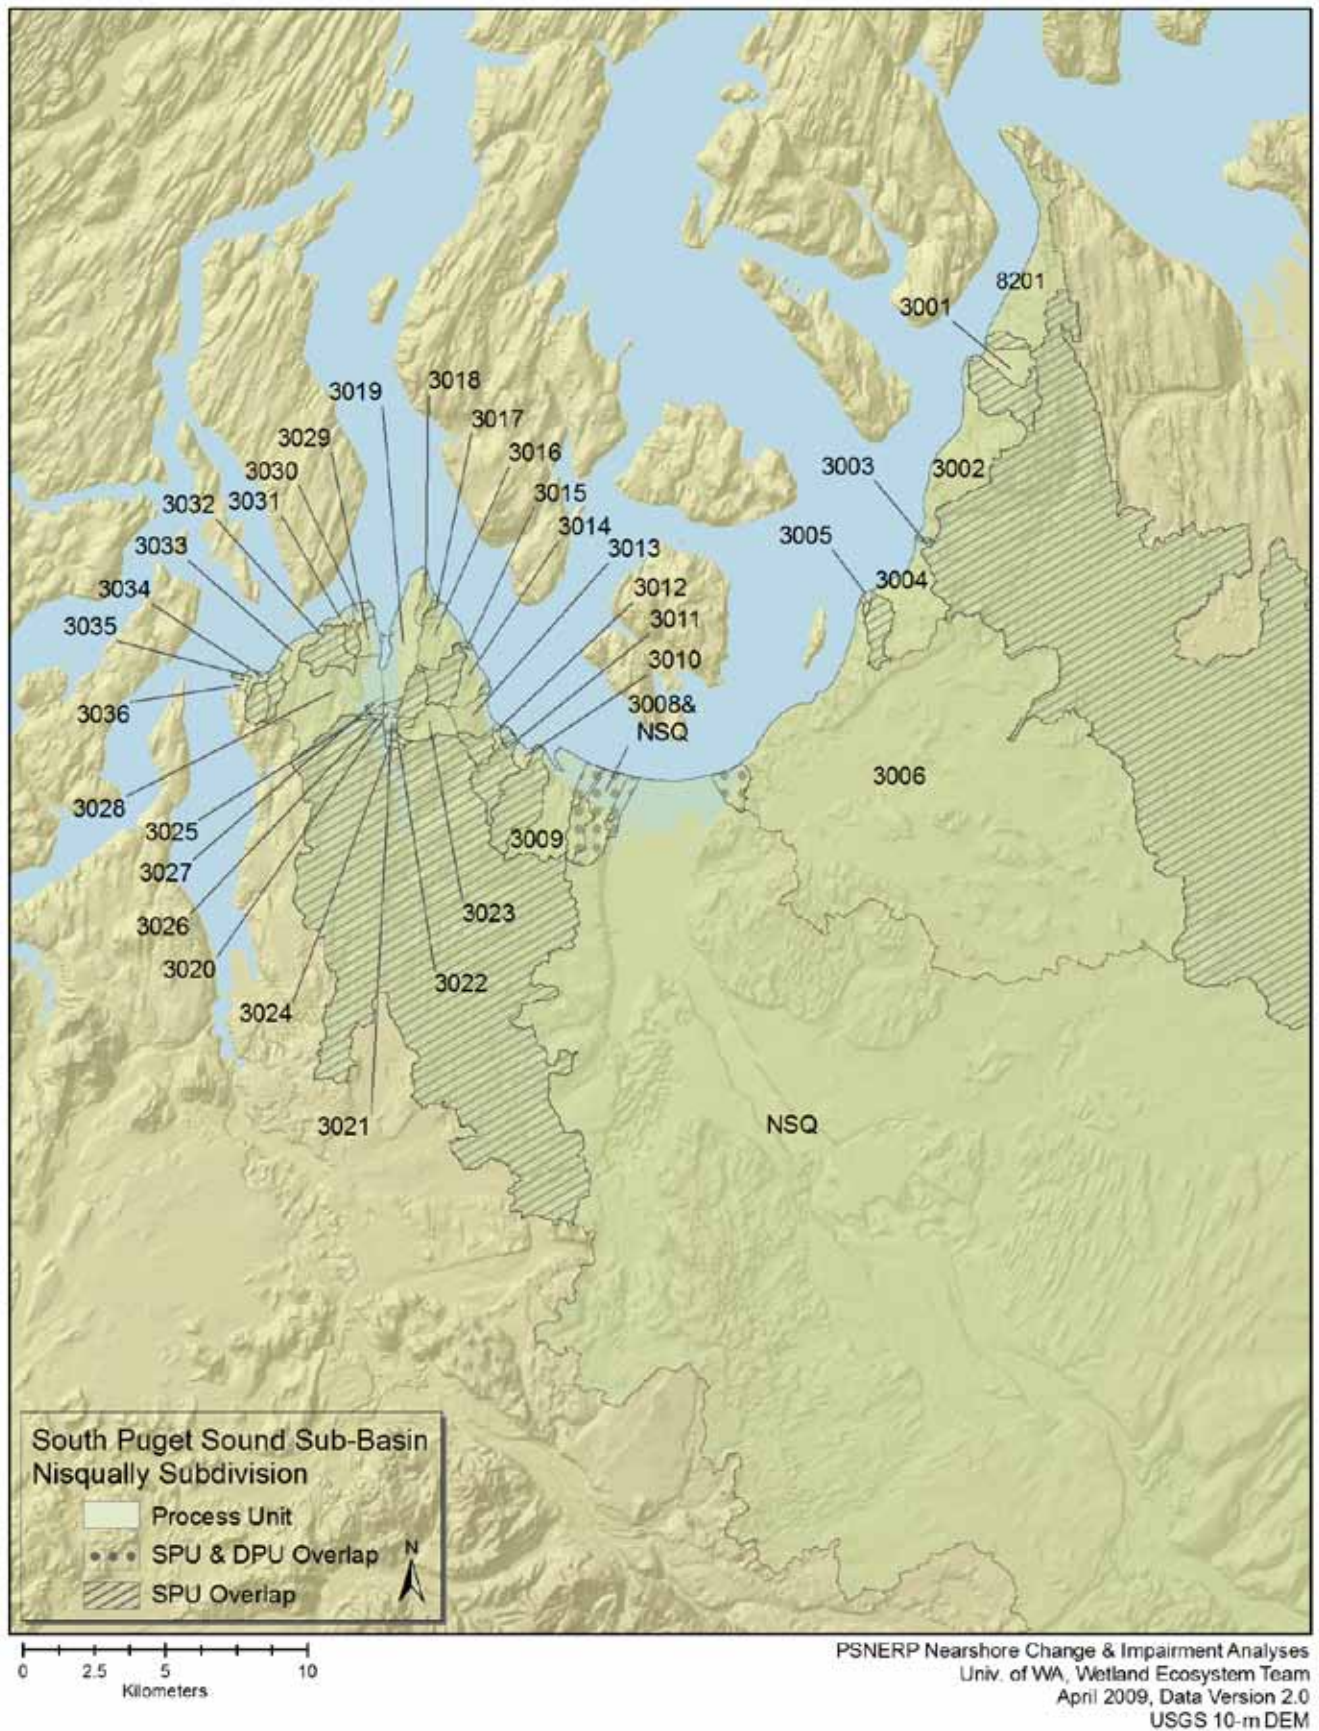 8201
3001
3018
3019
3017
3029
3016
3002
3003
3030
3015
3032
3031
3014
3005
3033
3013
3004
3034
3012
3011
3035
3010
3008&
NSQ
3036
3006
3028
3025
3009
3027
3023
3026
3020
3022
3024
3021
NSQ
South Puget Sound Sub-Basin
Nisqually Subdivision
Process Unit
SPU & DPU Overlap
N
SPU Overlap
0 2.5 5 10
Kilometers
PSNERP Nearshore Change & Impairment Analyses
Univ. of WA, Wetland Ecosystem Team
April 2009, Data Version 2.0
USGS 10-m DEM